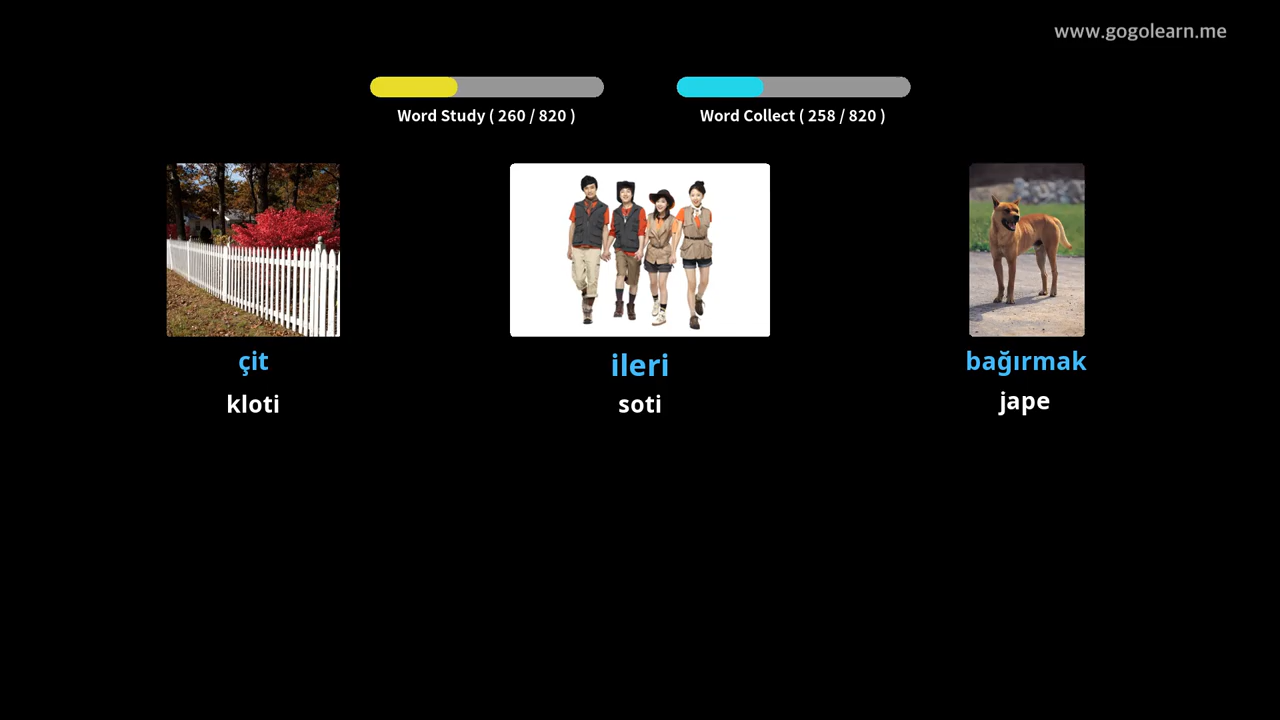 www.gogolearn.me
Word Study ( 260 / 820 )
Word Collect ( 258 / 820 )
çit
ileri
bağırmak
kloti
soti
jape